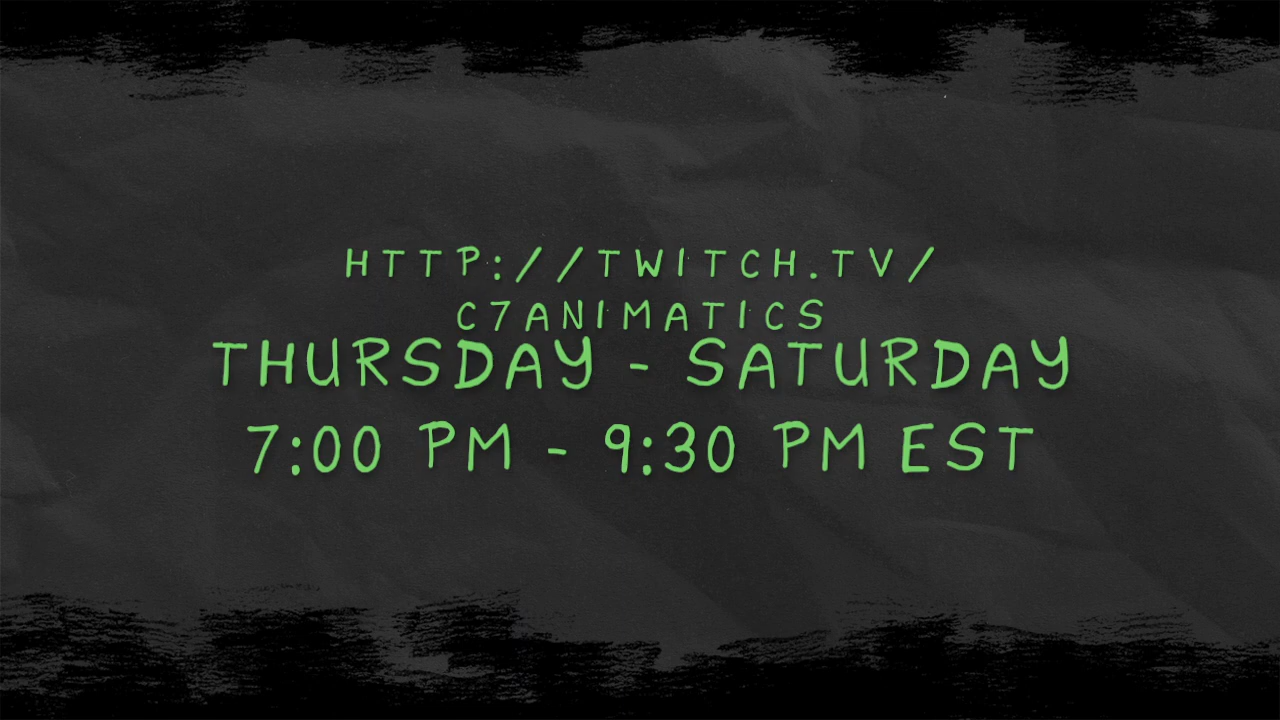 HTTP://TWITCH.TV/
C7ANIMATICS
THURSDAY - SATURDAY
7:00 PM - 9:30 PM EST